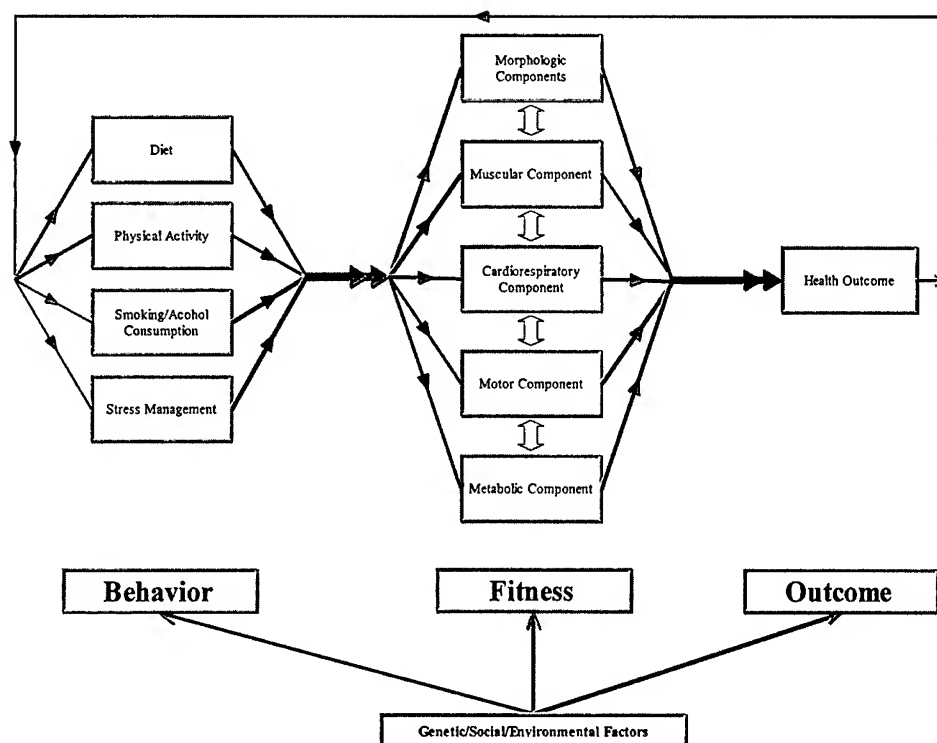 Morphologic
Components
Diet
Muscular Component
Physical Activity
Cardiorespiratory
Component
Health Outcome
Smoking/Acohol
Consumption
Motor Component
Stress Management
Metabolic Component
Behavior
Fitness
Outcome
Genetic/Social/Environmental Factors